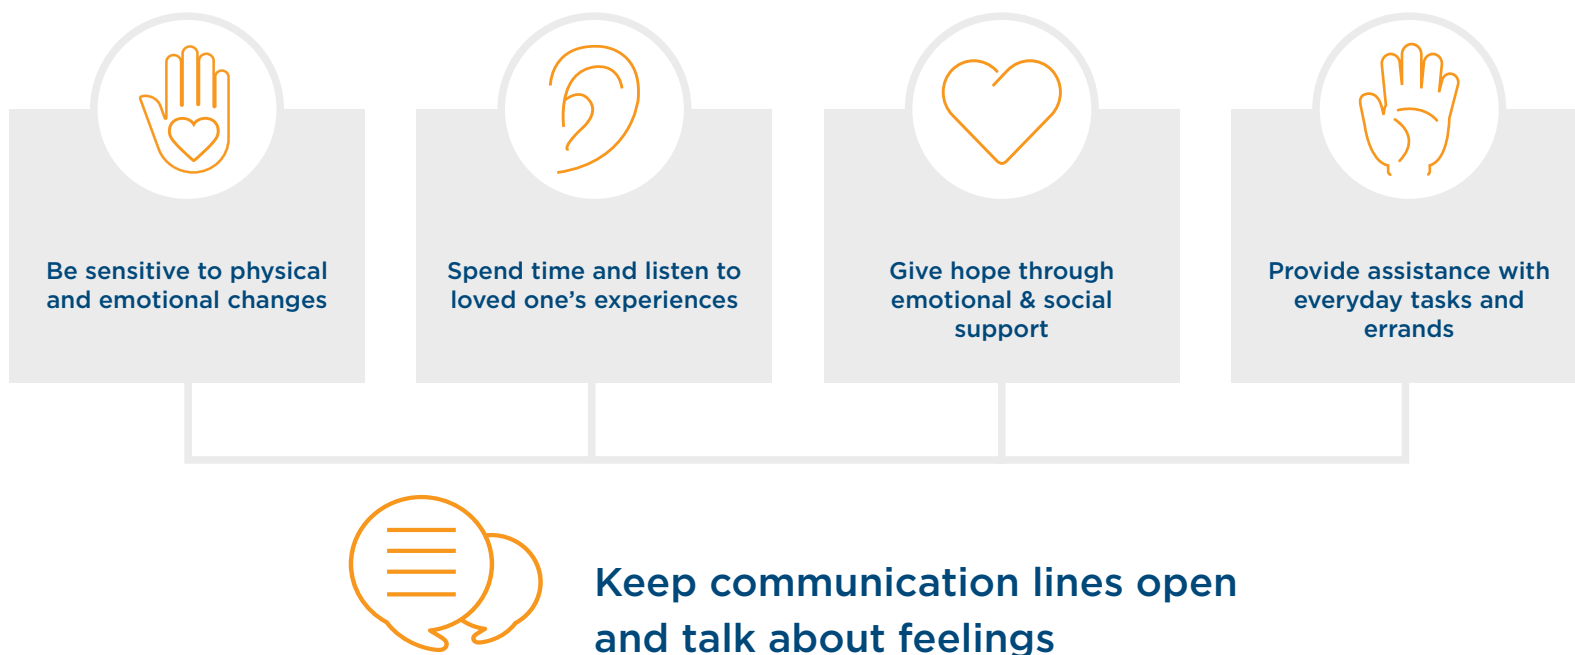 Be sensitive to physical
and emotional changes
Spend time and listen to
loved one’s experiences
Give hope through
emotional & social
support
Provide assistance with
everyday tasks and
errands
Keep communication lines open
and talk about feelings